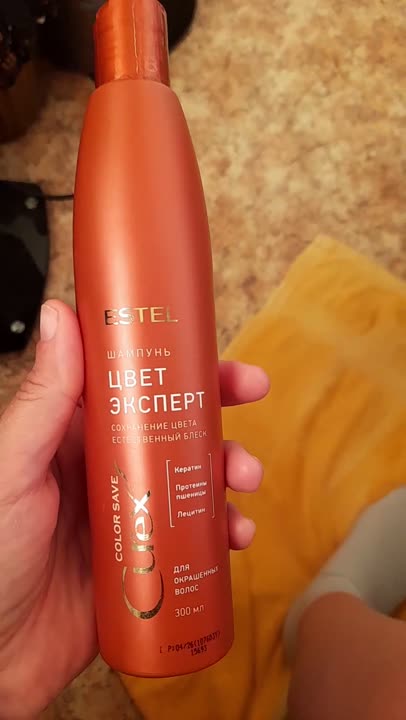 ESTEL
ШАМПУНЬ
ЦВЕТ
ЭКСПЕРТ
СОХРАНЕНИЕ ЦВЕТА
ЕСТЕСТВЕННЫЙ БЛЕСК
Кератин
Протеины
пшеницы
Лецитин
COLOR SAVE
Curex
ДЛЯ
ОКРАШЕННЫХ
ВОЛОС
300 МЛ